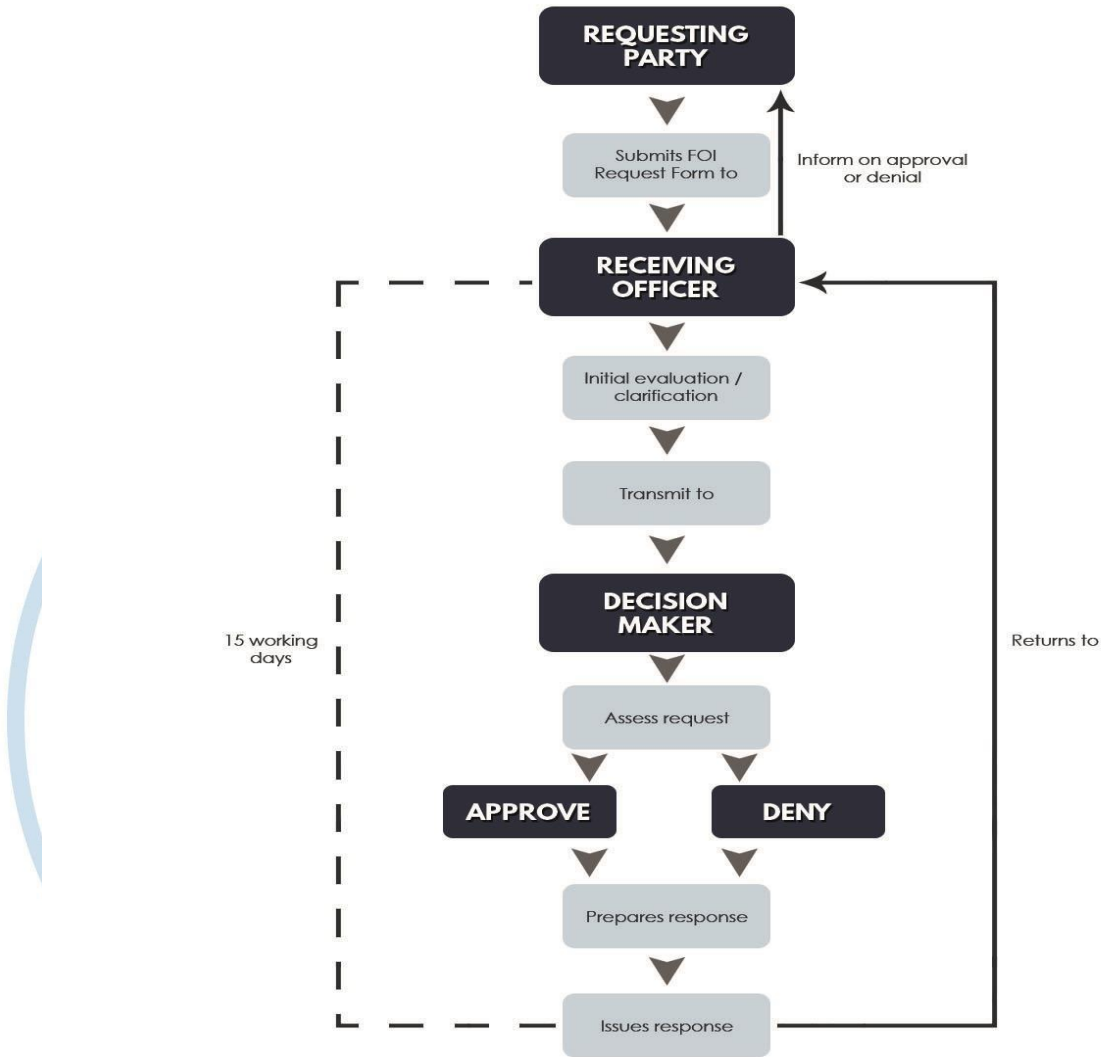 REQUESTING
PARTY
Submits FOI
Request Form to
Inform on approval
or denial
RECEIVING
OFFICER
Initial evaluation /
clarification
Transmit to
DECISION
MAKER
15 working
days
Returns to
Assess request
APPROVE
DENY
Prepares response
Issues response